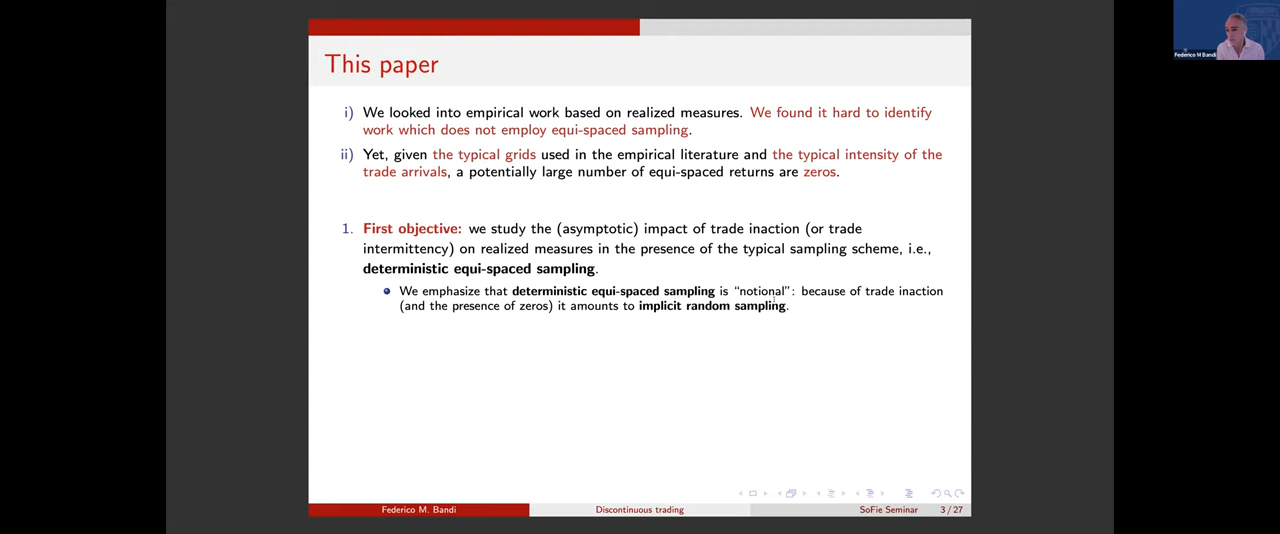 Federico M Bandi
This paper
i) We looked into empirical work based on realized measures. We found it hard to identify
work which does not employ equi-spaced sampling.
ii) Yet, given the typical grids used in the empirical literature and the typical intensity of the
trade arrivals, a potentially large number of equi-spaced returns are zeros.
1. First objective: we study the (asymptotic) impact of trade inaction (or trade
intermittency) on realized measures in the presence of the typical sampling scheme, i.e.,
deterministic equi-spaced sampling.
We emphasize that deterministic equi-spaced sampling is “notional”: because of trade inaction
(and the presence of zeros) it amounts to implicit random sampling.
Federico M. Bandi
Discontinuous trading
SoFie Seminar
3 / 27